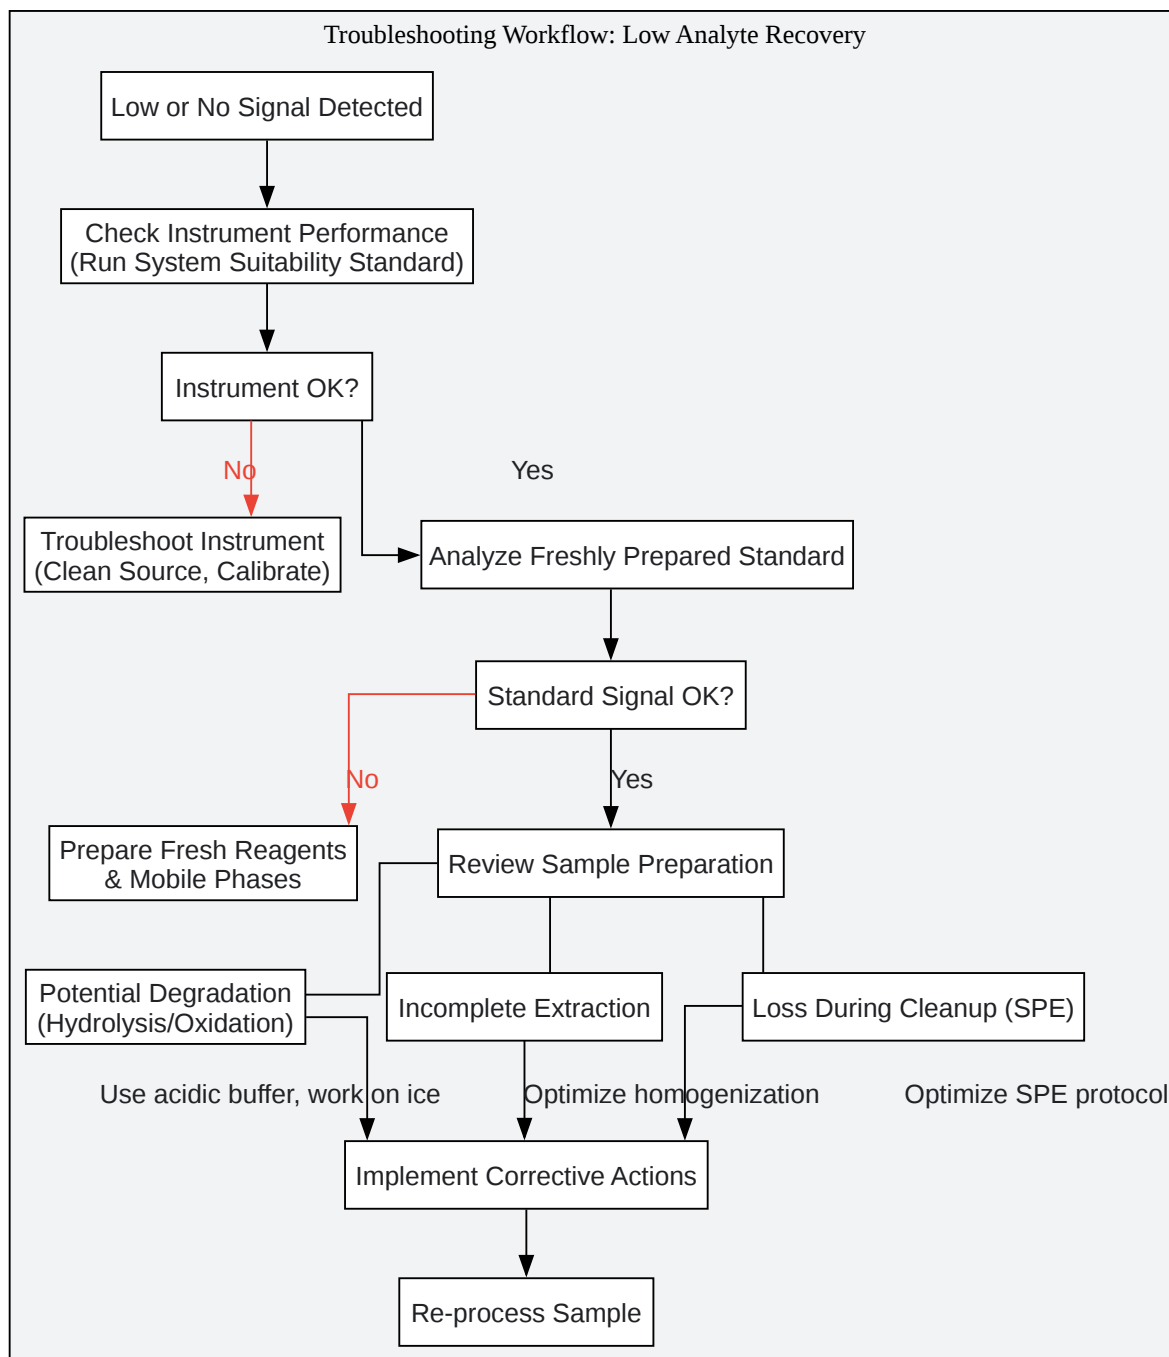 Troubleshooting Workflow: Low Analyte Recovery
Low or No Signal Detected
Check Instrument Performance
(Run System Suitability Standard)
Instrument OK?
No
Yes
Troubleshoot Instrument
(Clean Source, Calibrate)
Analyze Freshly Prepared Standard
Standard Signal OK?
No
Yes
Prepare Fresh Reagents
& Mobile Phases
Review Sample Preparation
Potential Degradation
(Hydrolysis/Oxidation)
Incomplete Extraction
Loss During Cleanup (SPE)
Use acidic buffer, work on ice
Optimize homogenization
Optimize SPE protocol
Implement Corrective Actions
Re-process Sample